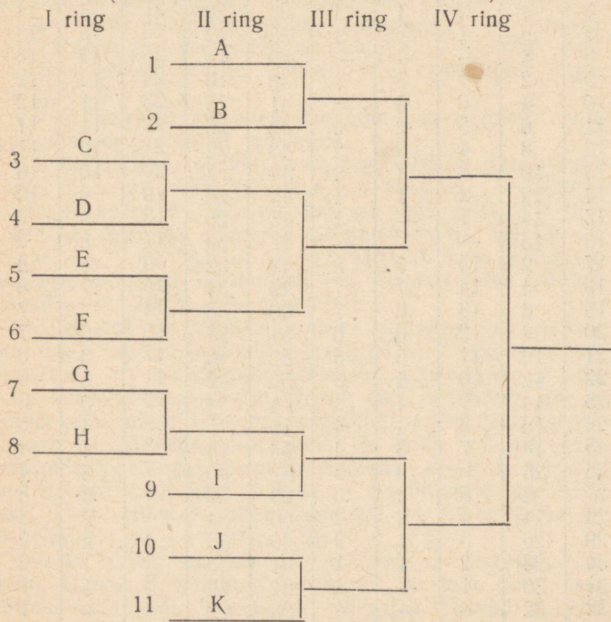 I ring II ring III ring IV ring
1 A
2 B
3 C
4 D
5 E
6 F
7 G
8 H
9 I
10 J
11 K